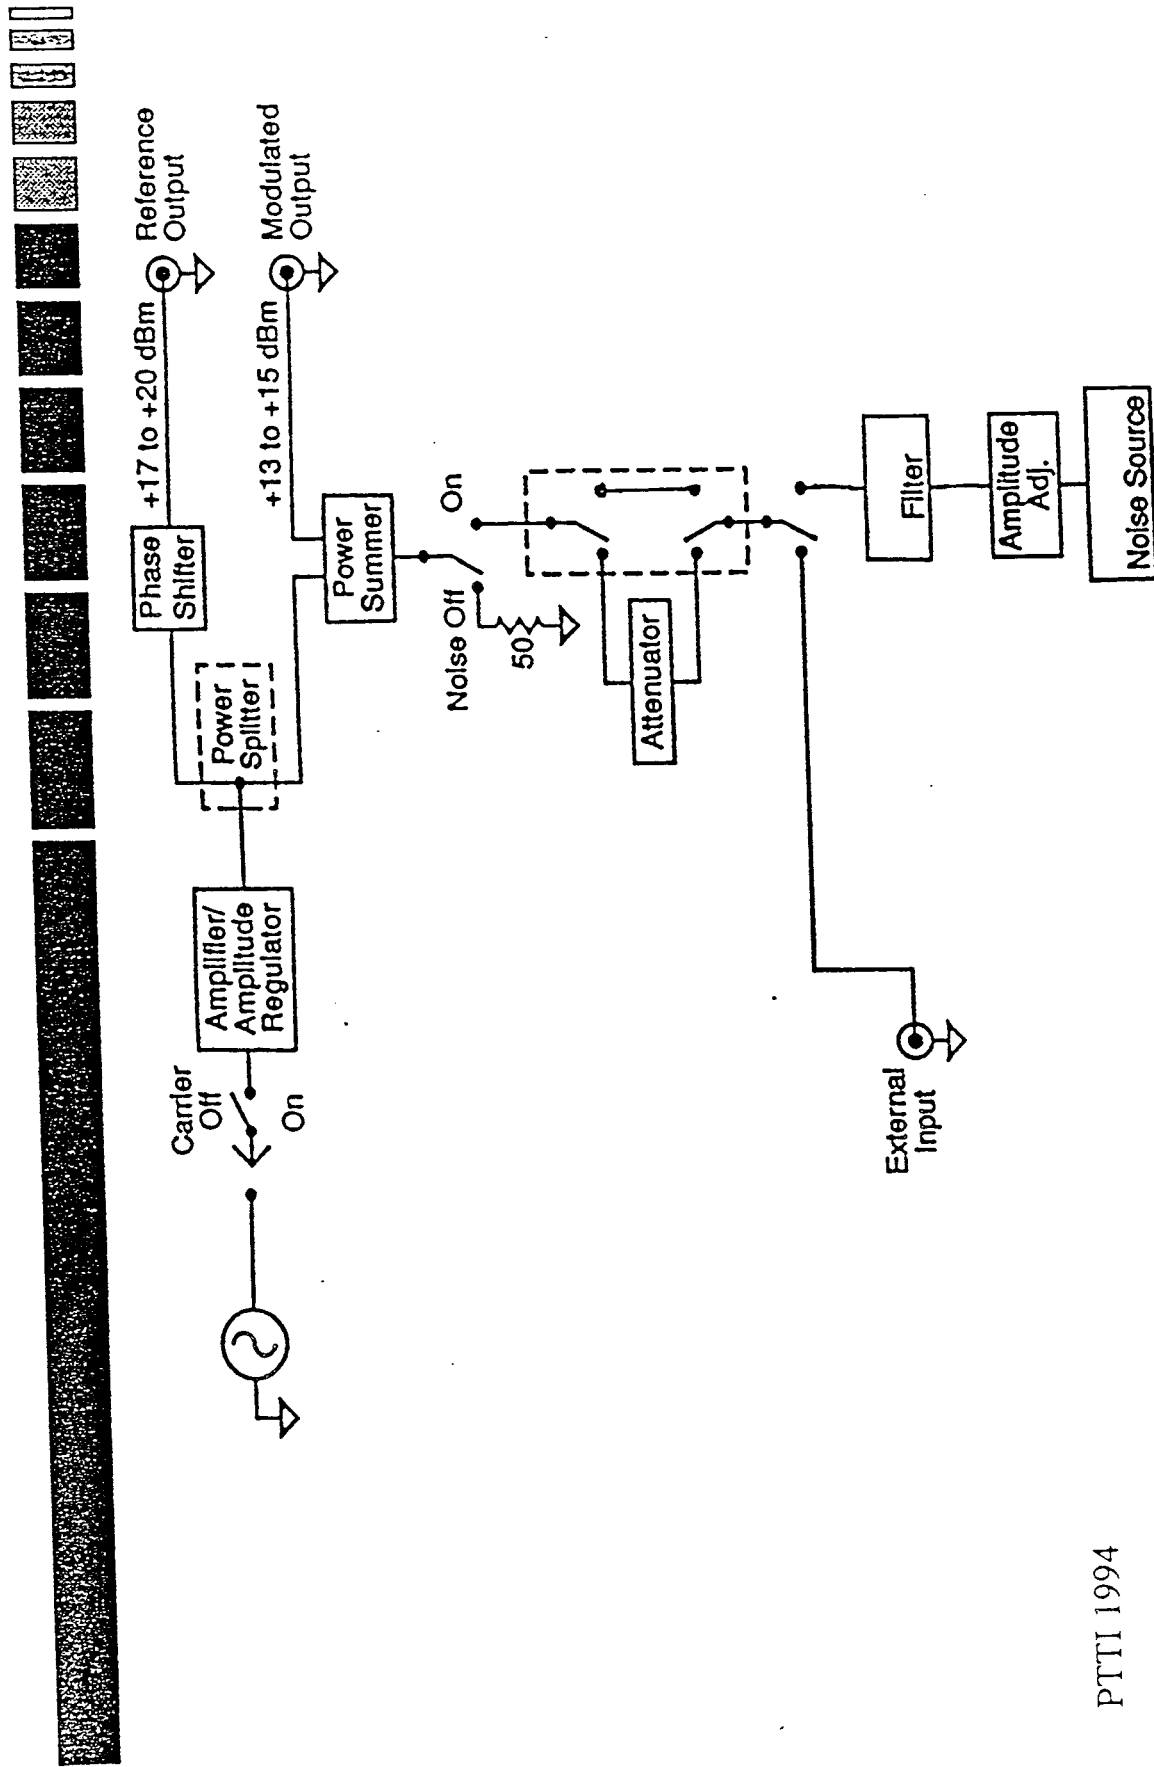 Carrier
Off
On
Amplifier/
Amplitude
Regulator
Power
Splitter
Phase
Shifter
+17 to +20 dBm
Reference
Output
Power
Summer
+13 to +15 dBm
Modulated
Output
Noise Off
On
50
Attenuator
External
Input
Filter
Amplitude
Adj.
Noise Source
PTTI 1994